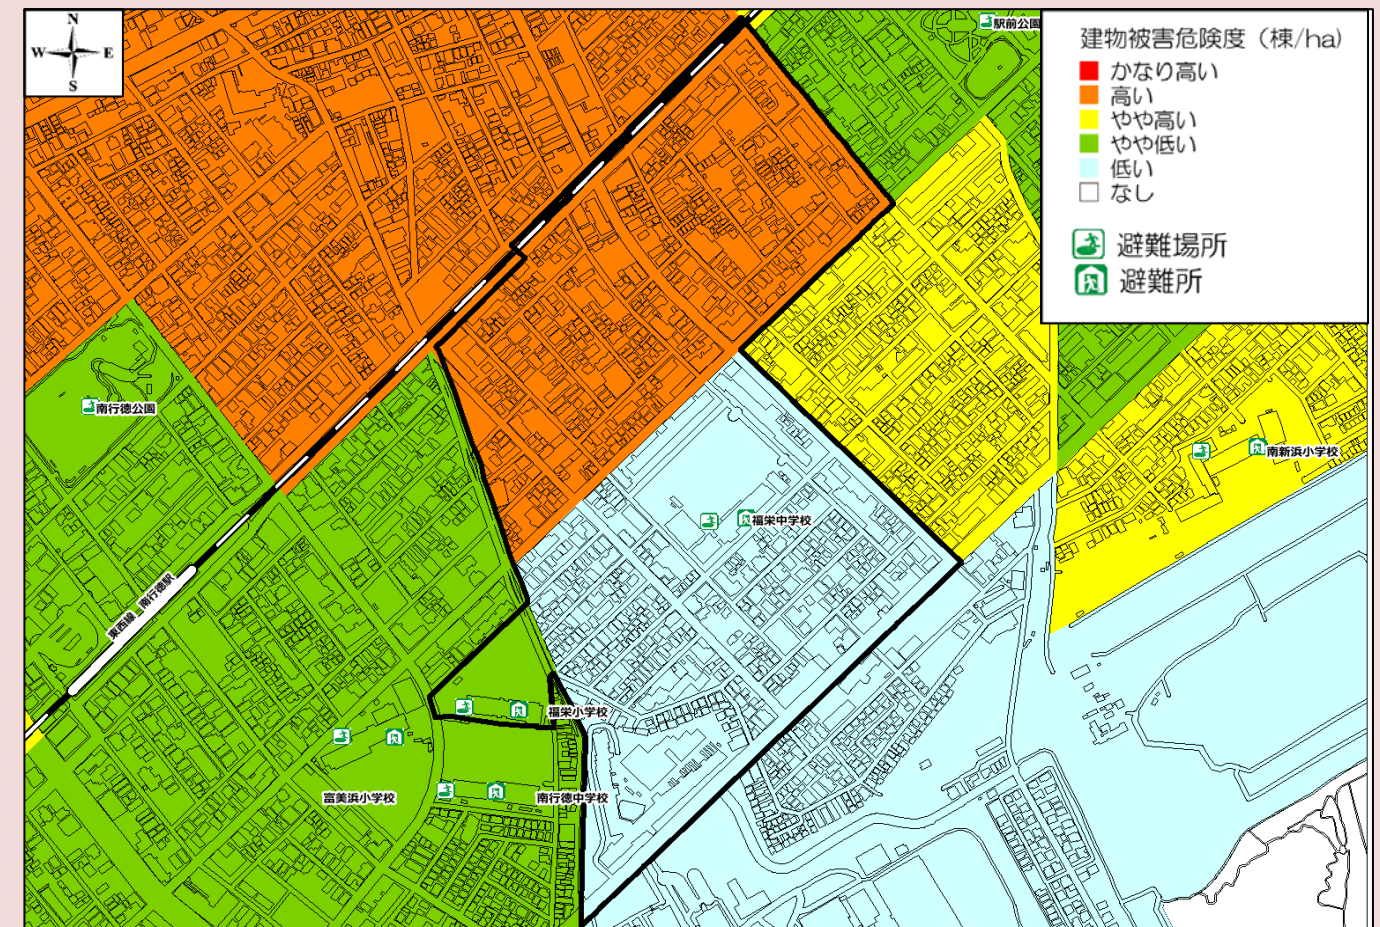 N
W E
S
駅前公園
建物被害危険度（棟/ha）
かなり高い
高い
やや高い
やや低い
低い
なし
避難場所
避難所
南行徳公園
南新浜小学校
福栄中学校
東西線_南行徳駅
福栄小学校
富美浜小学校
南行徳中学校